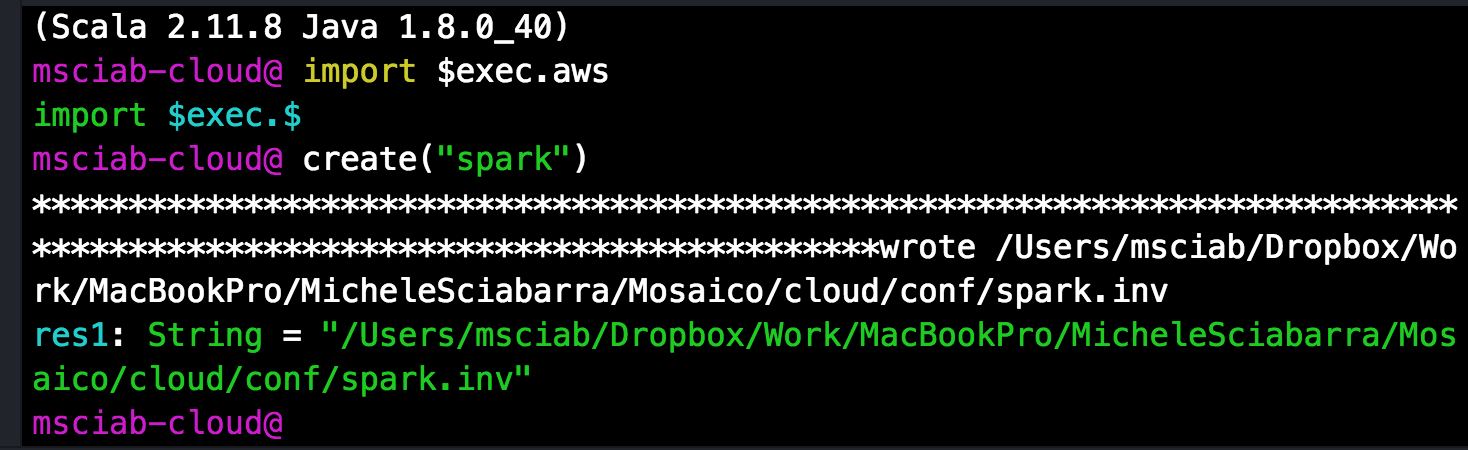 (Scala 2.11.8 Java 1.8.0_40)
msciab-cloud@ import $exec.aws
import $exec.$
msciab-cloud@ create("spark")
**************************************************************************
********************************************wrote /Users/msciab/Dropbox/Wo
rk/MacBookPro/MicheleSciabarra/Mosaico/cloud/conf/spark.inv
res1: String = "/Users/msciab/Dropbox/Work/MacBookPro/MicheleSciabarra/Mos
aico/cloud/conf/spark.inv"
msciab-cloud@